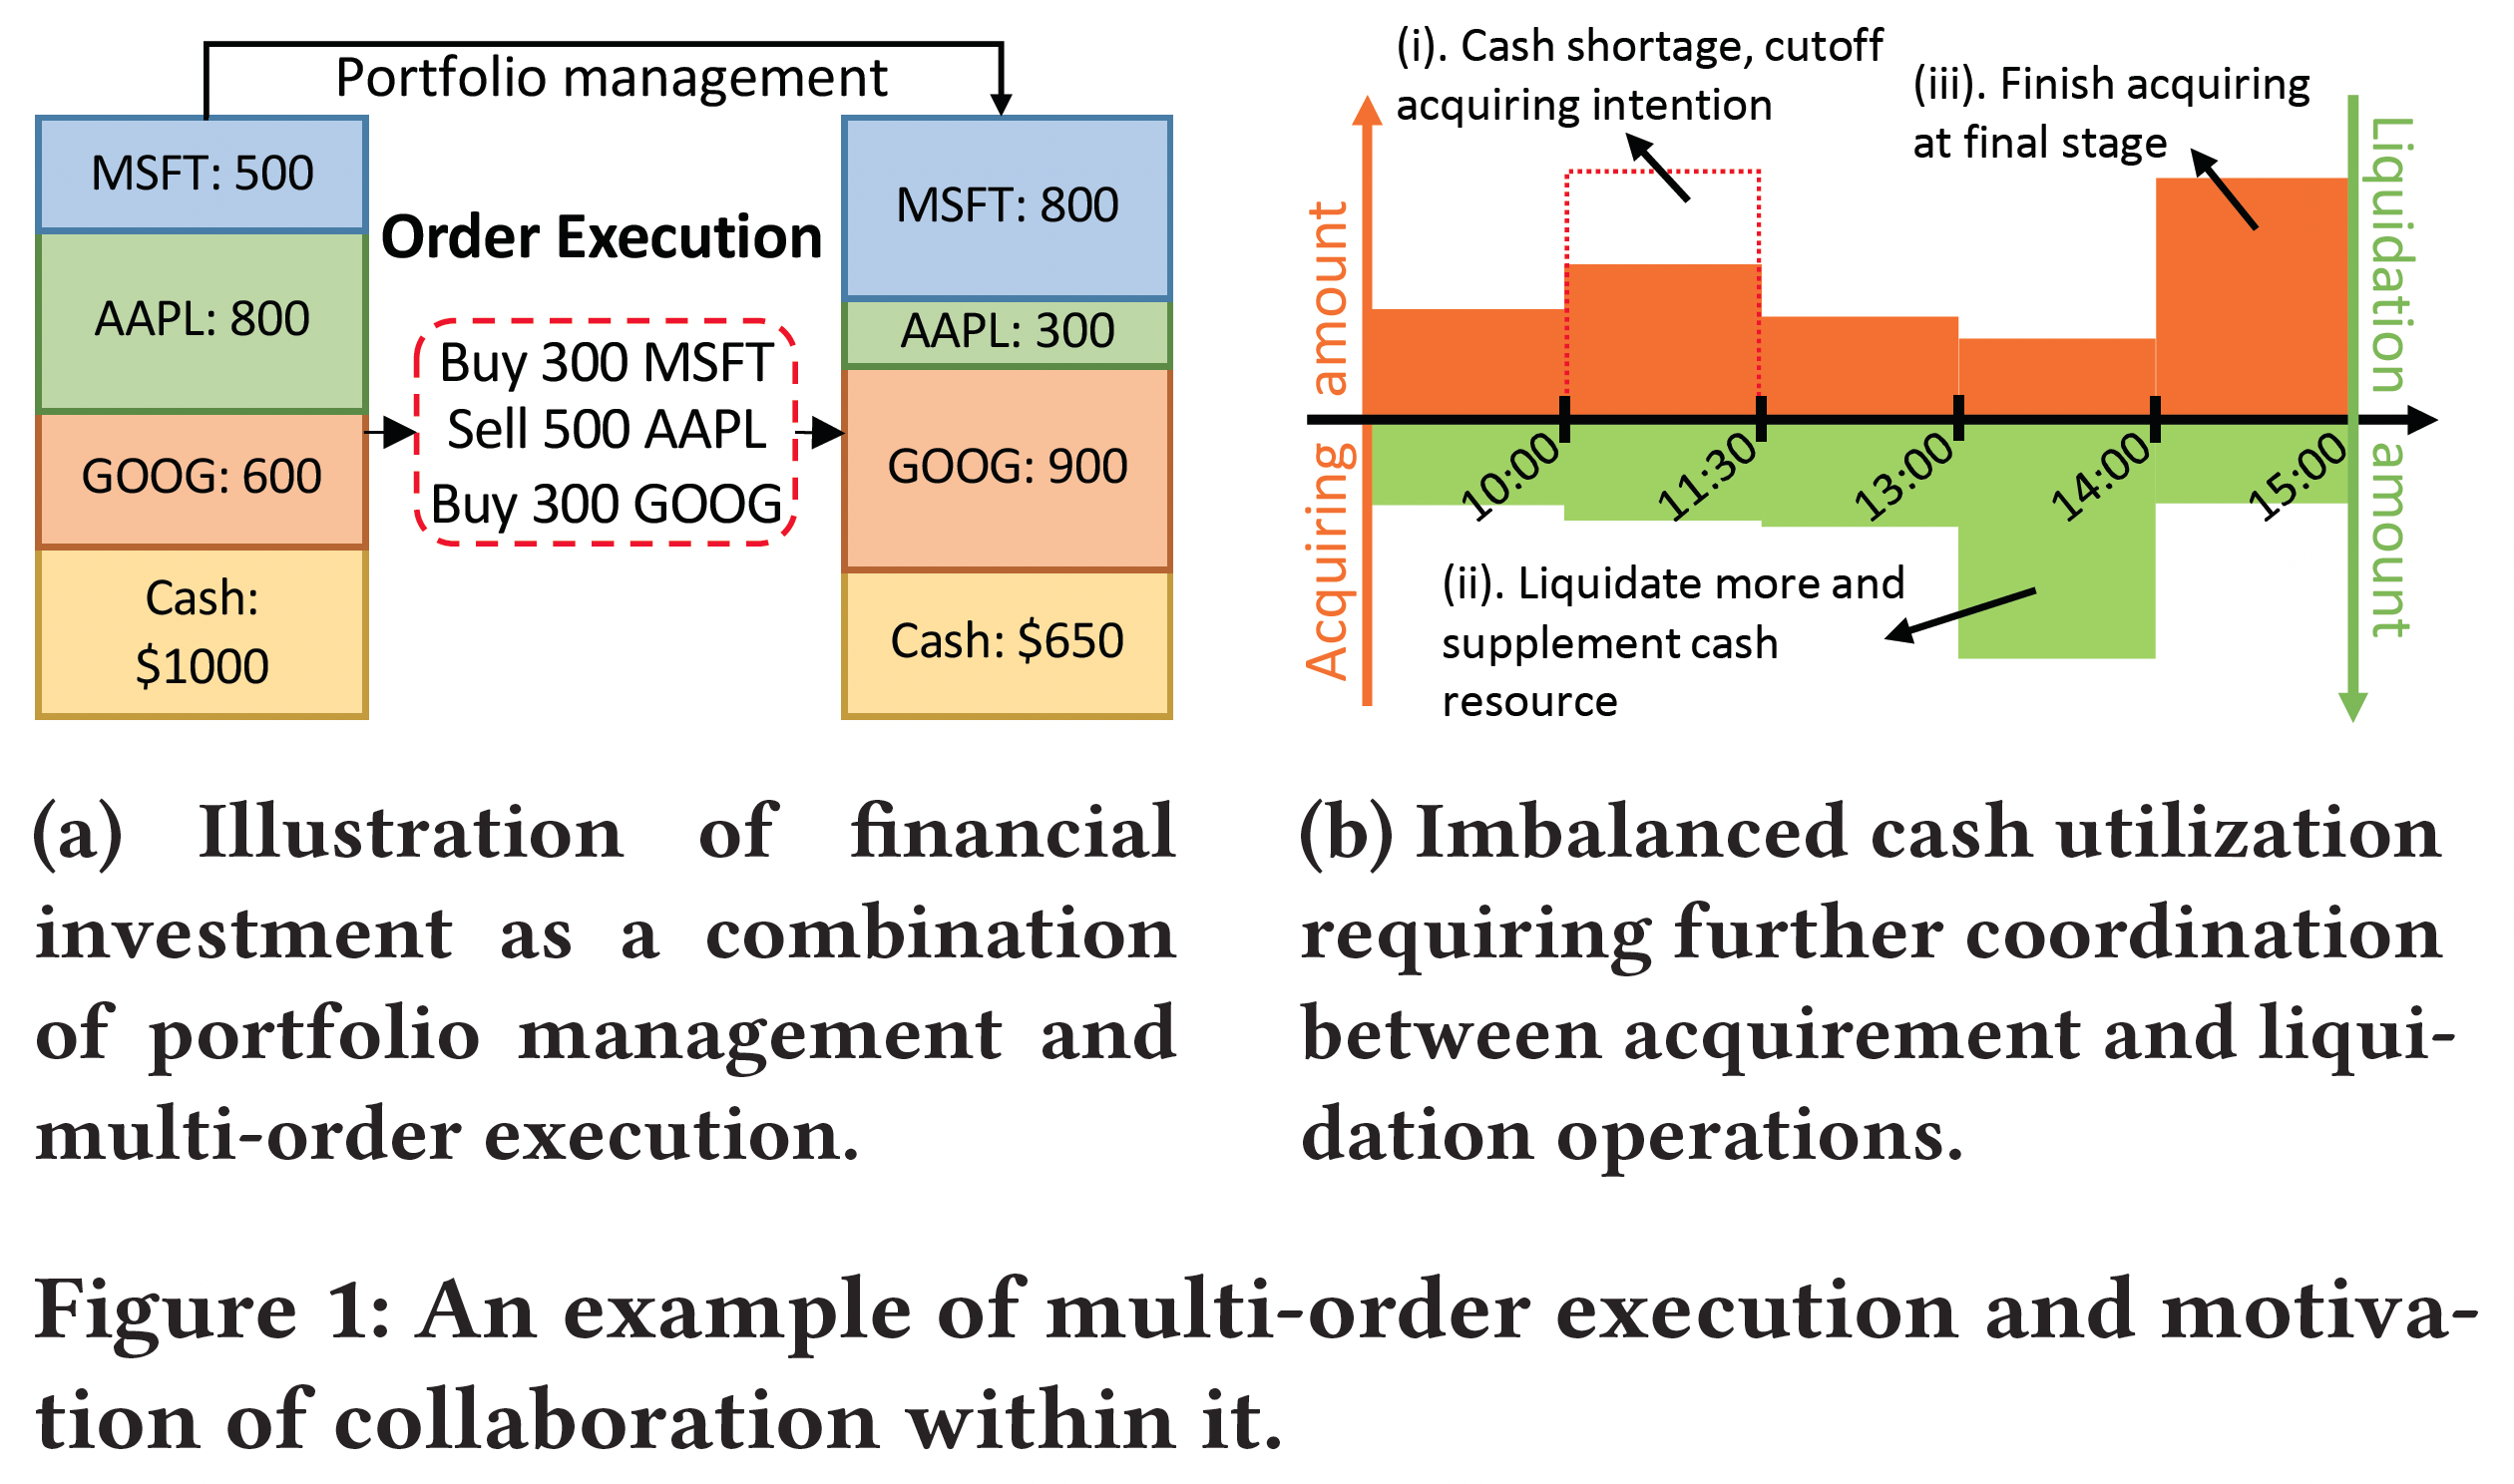 Portfolio management
MSFT: 500
AAPL: 800
GOOG: 600
Cash:
$1000
Order Execution
Buy 300 MSFT
Sell 500 AAPL
Buy 300 GOOG
MSFT: 800
AAPL: 300
GOOG: 900
Cash: $650
(i). Cash shortage, cutoff
acquiring intention
(iii). Finish acquiring
at final stage
Acquiring amount
Liquidation amount
10:00
11:30
13:00
14:00
15:00
(ii). Liquidate more and
supplement cash
resource
(a) Illustration of financial
investment as a combination
of portfolio management and
multi-order execution.
(b) Imbalanced cash utilization
requiring further coordination
between acquirement and liqui-
dation operations.
Figure 1: An example of multi-order execution and motiva-
tion of collaboration within it.